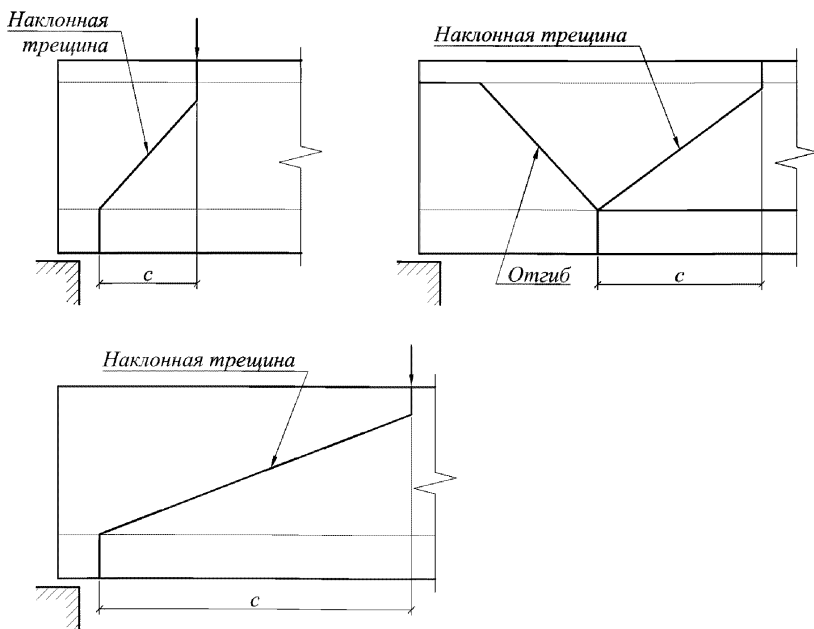 Наклонная
трещина
Наклонная трещина
c
Отгиб
c
Наклонная трещина
c